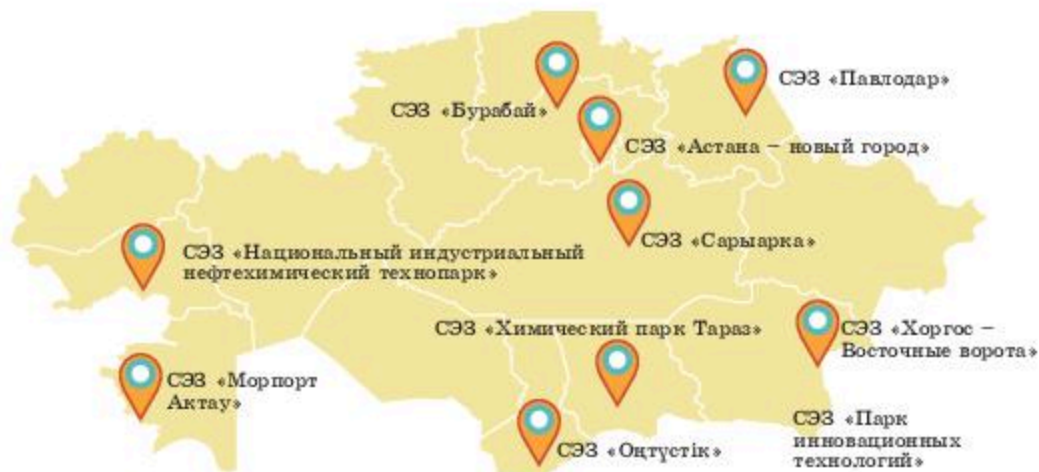 СЭЗ «Павлодар»
СЭЗ «Бурабай»
СЭЗ «Астана – новый город»
СЭЗ «Сарыарка»
СЭЗ «Национальный индустриальный
нефтехимический технопарк»
СЭЗ «Химический парк Тараз»
СЭЗ «Хоргос –
Восточные ворота»
СЭЗ «Морпорт
Актау»
СЭЗ «Парк
инновационных
технологий»
СЭЗ «Оңтүстік»